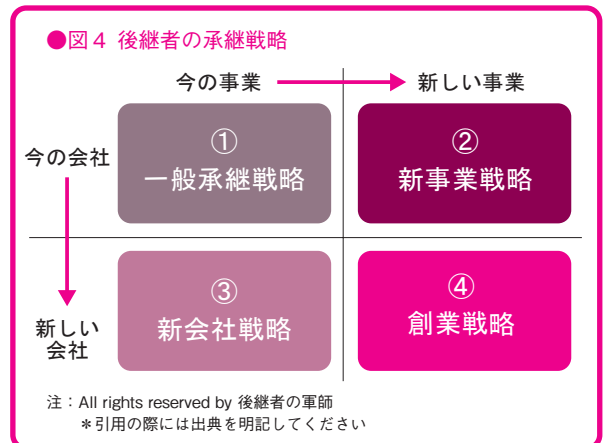 ●図4 後継者の承継戦略
今の事業 新しい事業
今の会社
①
一般承継戦略
②
新事業戦略
新しい
会社
③
新会社戦略
④
創業戦略
注：All rights reserved by 後継者の軍師
＊引用の際には出典を明記してください